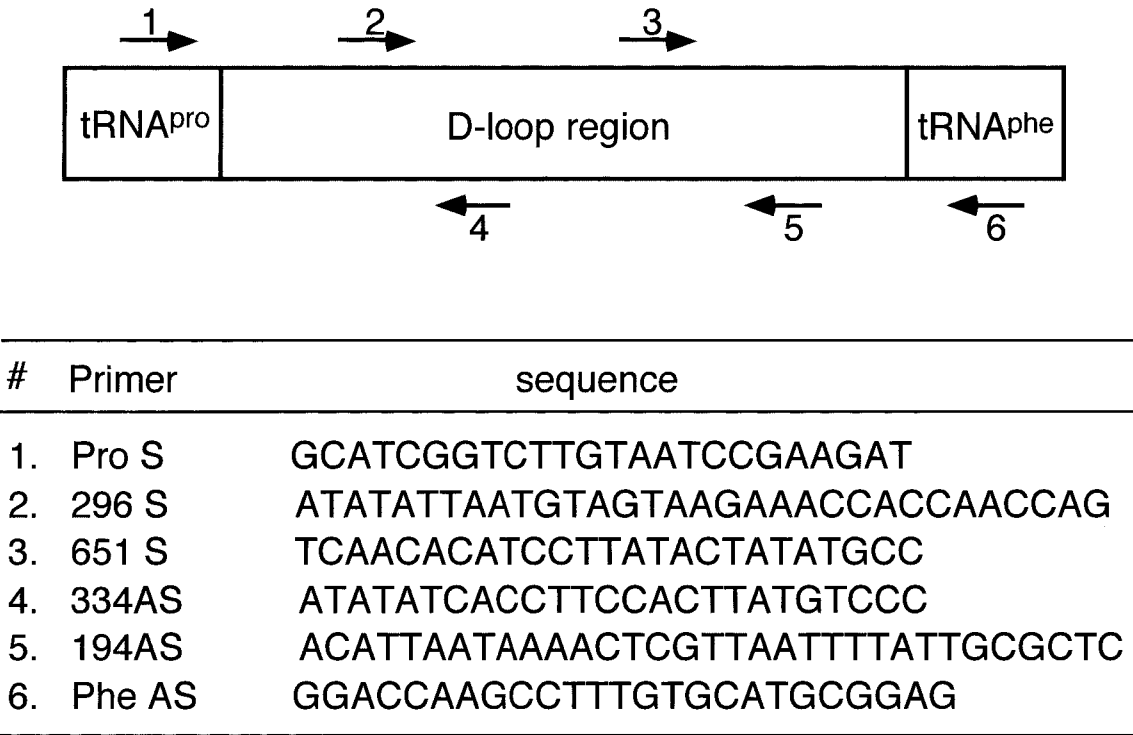 1 2 3
tRNApro D-loop region tRNAphe
4 5 6
# Primer sequence
1. Pro S GCATCGGTCTTGTAATCCGAAGAT
2. 296 S ATATATTAATGTAGTAAGAAACCACCAACCAG
3. 651 S TCAACACATCCTTATACTATATGCC
4. 334AS ATATATCACCTTCCACTTATGTCCC
5. 194AS ACATTAATAAAACTCGTTAATTTTATTGCGCTC
6. Phe AS GGACCAAGCCTTTGTGCATGCGGAG